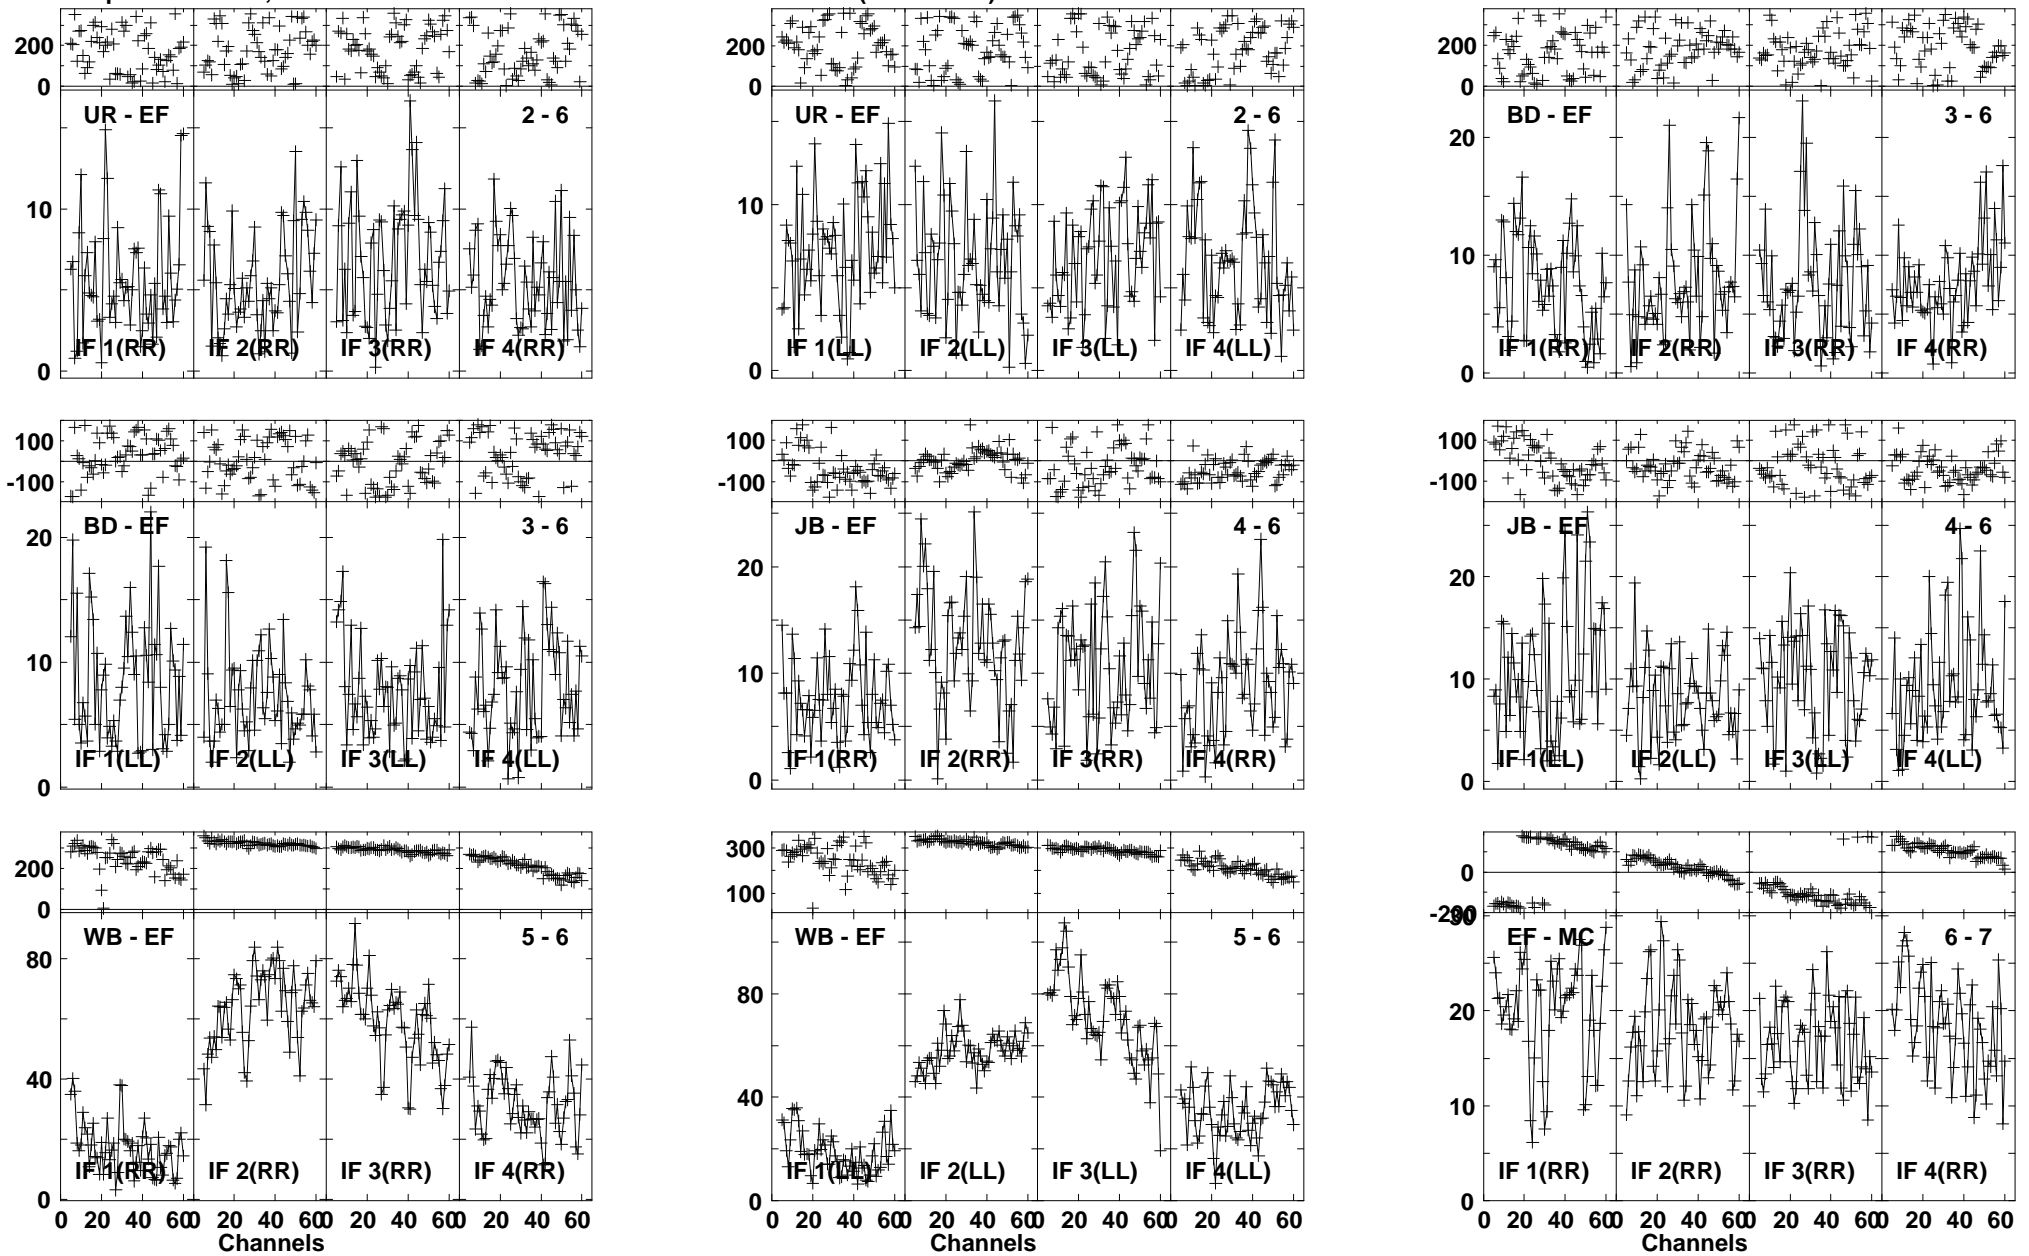 200
0
UR - EF 2 - 6
10
0
IF 1(RR) IF 2(RR) IF 3(RR) IF 4(RR)
200
0
UR - EF 2 - 6
10
0
IF 1(LL) IF 2(LL) IF 3(LL) IF 4(LL)
200
0
BD - EF 3 - 6
20
10
0
IF 1(RR) IF 2(RR) IF 3(RR) IF 4(RR)
100
-100
BD - EF 3 - 6
20
10
0
IF 1(LL) IF 2(LL) IF 3(LL) IF 4(LL)
100
-100
JB - EF 4 - 6
20
10
0
IF 1(RR) IF 2(RR) IF 3(RR) IF 4(RR)
100
-100
JB - EF 4 - 6
20
10
0
IF 1(LL) IF 2(LL) IF 3(LL) IF 4(LL)
200
0
WB - EF 5 - 6
80
40
0
IF 1(RR) IF 2(RR) IF 3(RR) IF 4(RR)
0 20 40 60 0 20 40 60 0 20 40 60 0 20 40 60
Channels
300
100
WB - EF 5 - 6
80
40
0
IF 1(LL) IF 2(LL) IF 3(LL) IF 4(LL)
0 20 40 60 0 20 40 60 0 20 40 60 0 20 40 60
Channels
0
-200
30
EF - MC 6 - 7
20
10
0
IF 1(RR) IF 2(RR) IF 3(RR) IF 4(RR)
0 20 40 60 0 20 40 60 0 20 40 60 0 20 40 60
Channels